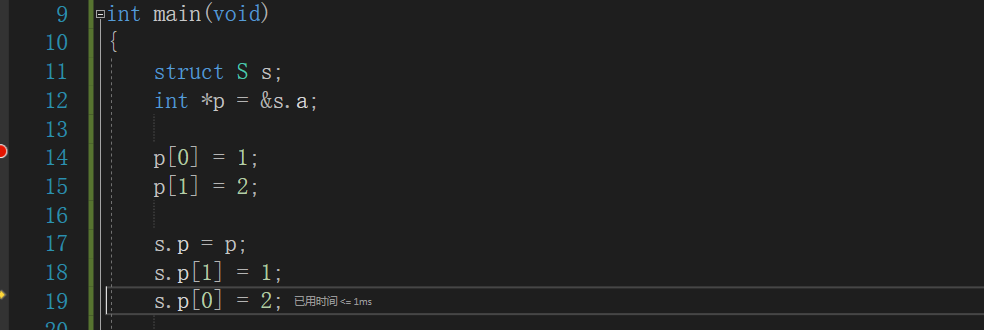 9 int main(void)
10 {
11 struct S s;
12 int *p = &s.a;
13
14 p[0] = 1;
15 p[1] = 2;
16
17 s.p = p;
18 s.p[1] = 1;
19 s.p[0] = 2; 已用时间 <= 1ms
20